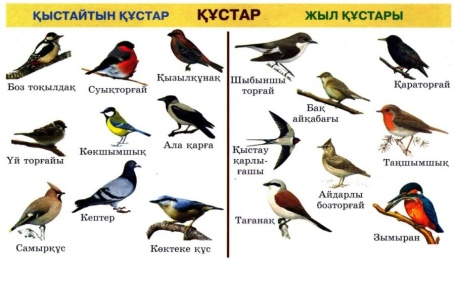 ҚЫСТАЙТЫН ҚҰСТАР
ҚҰСТАР
ЖЫЛ ҚҰСТАРЫ
Боз тоқылдақ
Суықторғай
Қызылқұнақ
Үй торғайы
Көкшымшық
Ала қарға
Самырқұс
Кептер
Көктеке құс
Шыбыншы
торғай
Бақ
айқабағы
Қараторғай
Қыстау
қарлы-
ғашы
Айдарлы
бозторғай
Таңшымшық
Тағанақ
Зымыран